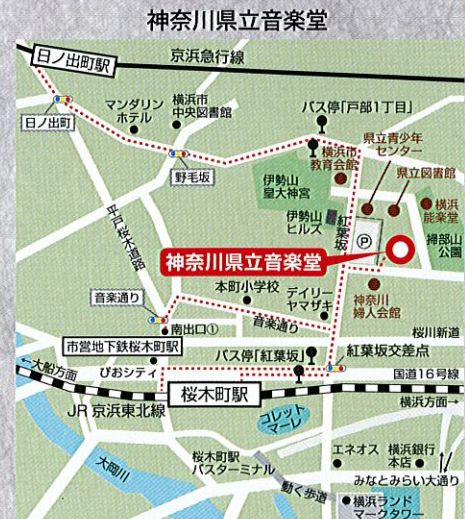 神奈川県立音楽堂
日ノ出町駅
京浜急行線
日ノ出町
マンダリン
ホテル
横浜市
中央図書館
バス停「戸部1丁目」
野毛坂
横浜市
教育会館
県立青少年
センター
県立図書館
伊勢山
皇大神宮
横浜
能楽堂
伊勢山
ヒルズ
紅葉坂
P
掃部山
公園
平戸桜木道路
神奈川県立音楽堂
本町小学校
デイリー
ヤマザキ
神奈川
婦人会館
音楽通り
南出口①
音楽通り
桜川新道
市営地下鉄桜木町駅
バス停「紅葉坂」
紅葉坂交差点
←大船方面
ぴおシティ
国道16号線
桜木町駅
横浜方面→
JR京浜東北線
コレット
マーレ
大岡川
桜木町駅
バスターミナル
エネオス
横浜銀行
本店
みなとみらい大通り
動く歩道
横浜ランド
マークタワー